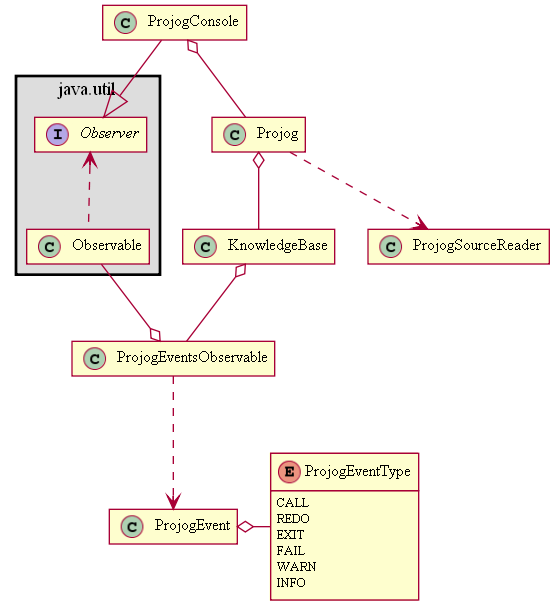 C ProjogConsole
java.util
I Observer
C Projog
C Observable
C KnowledgeBase
C ProjogSourceReader
C ProjogEventsObservable
E ProjogEventType
CALL
REDO
EXIT
FAIL
WARN
INFO
C ProjogEvent